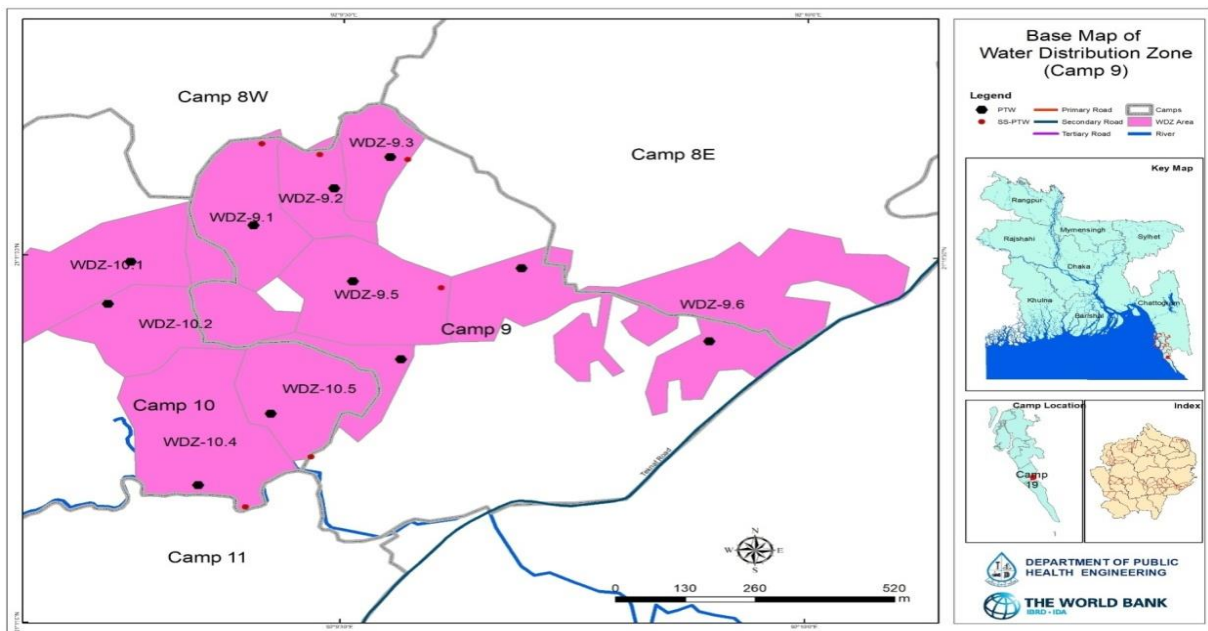 Camp 8W
Camp 8E
WDZ-9.3
WDZ-9.2
WDZ-9.1
WDZ-10.1
WDZ-9.5
WDZ-9.6
WDZ-10.2
Camp 9
WDZ-10.5
Camp 10
WDZ-10.4
Camp 11
Teknaf Road
N
W E
S
0 130 260 520
m
Base Map of
Water Distribution Zone
(Camp 9)
Legend
PTW Primary Road Camps
SS-PTW Secondary Road WDZ Area
Tertiary Road River
Key Map
Rangpur
Rajshahi
Mymensingh
Sylhet
Dhaka
Khulna
Barishal
Chattogram
Camp Location
Camp
19
1
Index
DEPARTMENT OF PUBLIC
HEALTH ENGINEERING
THE WORLD BANK
IBRD • IDA